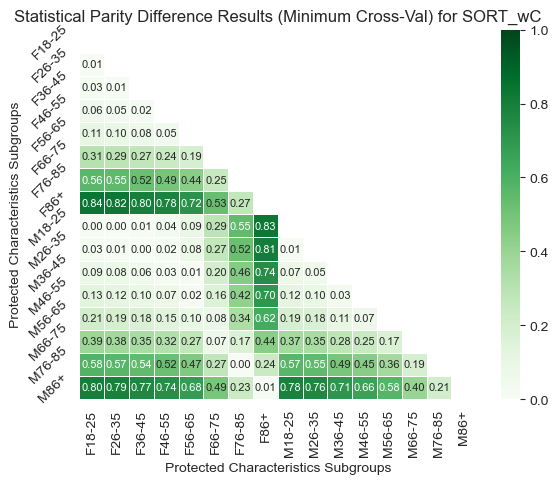 Statistical Parity Difference Results (Minimum Cross-Val) for SORT_wC
F18-25
F26-35 0.01
F36-45 0.03 0.01
F46-55 0.06 0.05 0.02
F56-65 0.11 0.10 0.08 0.05
F66-75 0.31 0.29 0.27 0.24 0.19
F76-85 0.56 0.55 0.52 0.49 0.44 0.25
F86+ 0.84 0.82 0.80 0.78 0.72 0.53 0.27
M18-25 0.00 0.00 0.01 0.04 0.09 0.29 0.55 0.83
M26-35 0.03 0.01 0.00 0.02 0.08 0.27 0.52 0.81 0.01
M36-45 0.09 0.08 0.06 0.03 0.01 0.20 0.46 0.74 0.07 0.05
M46-55 0.13 0.12 0.10 0.07 0.02 0.16 0.42 0.70 0.12 0.10 0.03
M56-65 0.21 0.19 0.18 0.15 0.10 0.08 0.34 0.62 0.19 0.18 0.11 0.07
M66-75 0.39 0.38 0.35 0.32 0.27 0.07 0.17 0.44 0.37 0.35 0.28 0.25 0.17
M76-85 0.58 0.57 0.54 0.52 0.47 0.27 0.00 0.24 0.57 0.55 0.49 0.45 0.36 0.19
M86+ 0.80 0.79 0.77 0.74 0.68 0.49 0.23 0.01 0.78 0.76 0.71 0.66 0.58 0.40 0.21
F18-25 F26-35 F36-45 F46-55 F56-65 F66-75 F76-85 F86+ M18-25 M26-35 M36-45 M46-55 M56-65 M66-75 M76-85 M86+
Protected Characteristics Subgroups
Protected Characteristics Subgroups
1.0
0.8
0.6
0.4
0.2
0.0